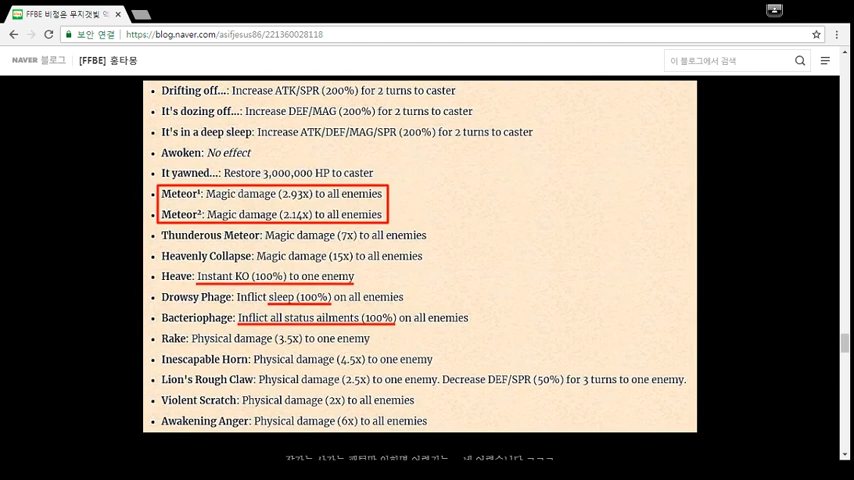 FFBE 비정은 무지갯빛
보안 연결 | https://blog.naver.com/asifjesus86/221360028118
NAVER 블로그 | [FFBE] 홍타몽
이 블로그에서 검색
• Drifting off...: Increase ATK/SPR (200%) for 2 turns to caster
• It's dozing off...: Increase DEF/MAG (200%) for 2 turns to caster
• It's in a deep sleep: Increase ATK/DEF/MAG/SPR (200%) for 2 turns to caster
• Awoken: No effect
• It yawned...: Restore 3,000,000 HP to caster
• Meteor¹: Magic damage (2.93x) to all enemies
• Meteor²: Magic damage (2.14x) to all enemies
• Thunderous Meteor: Magic damage (7x) to all enemies
• Heavenly Collapse: Magic damage (15x) to all enemies
• Heave: Instant KO (100%) to one enemy
• Drowsy Phage: Inflict sleep (100%) on all enemies
• Bacteriophage: Inflict all status ailments (100%) on all enemies
• Rake: Physical damage (3.5x) to one enemy
• Inescapable Horn: Physical damage (4.5x) to one enemy
• Lion's Rough Claw: Physical damage (2.5x) to one enemy. Decrease DEF/SPR (50%) for 3 turns to one enemy.
• Violent Scratch: Physical damage (2x) to all enemies
• Awakening Anger: Physical damage (6x) to all enemies